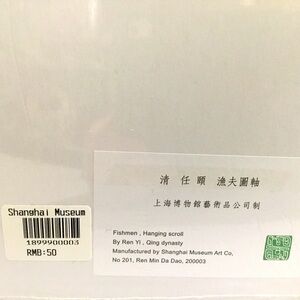 清 任 頤 漁夫圖軸
上海博物館藝術品公司制
Shanghai Museum
1899900003
RMB:50
Fishmen , Hanging scroll
By Ren Yi , Qing dynasty
Manufactured by Shanghai Museum Art Co,
No 201, Ren Min Da Dao, 200003